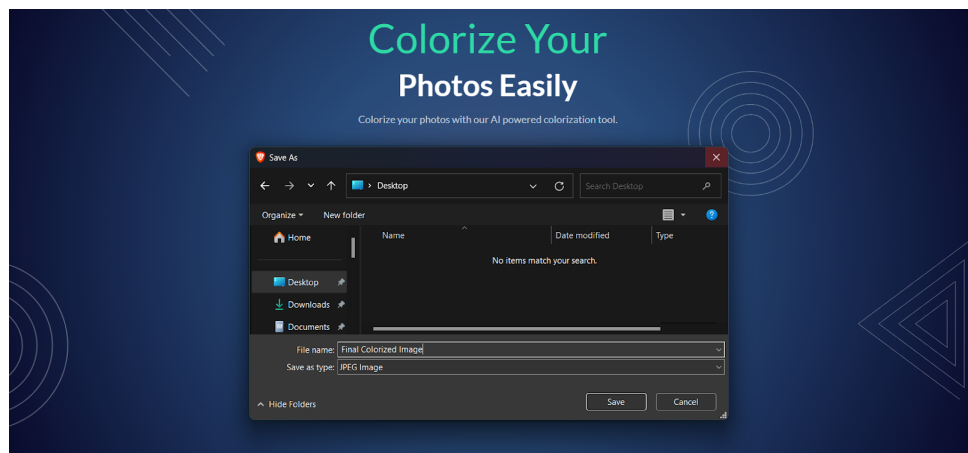 Colorize Your
Photos Easily
Colorize your photos with our AI powered colorization tool.
Save As
Desktop
Search Desktop
Organize
New folder
Home
Name
Date modified
Type
No items match your search.
Desktop
Downloads
Documents
File name: Final Colorized Image
Save as type: JPEG Image
Hide Folders
Save
Cancel